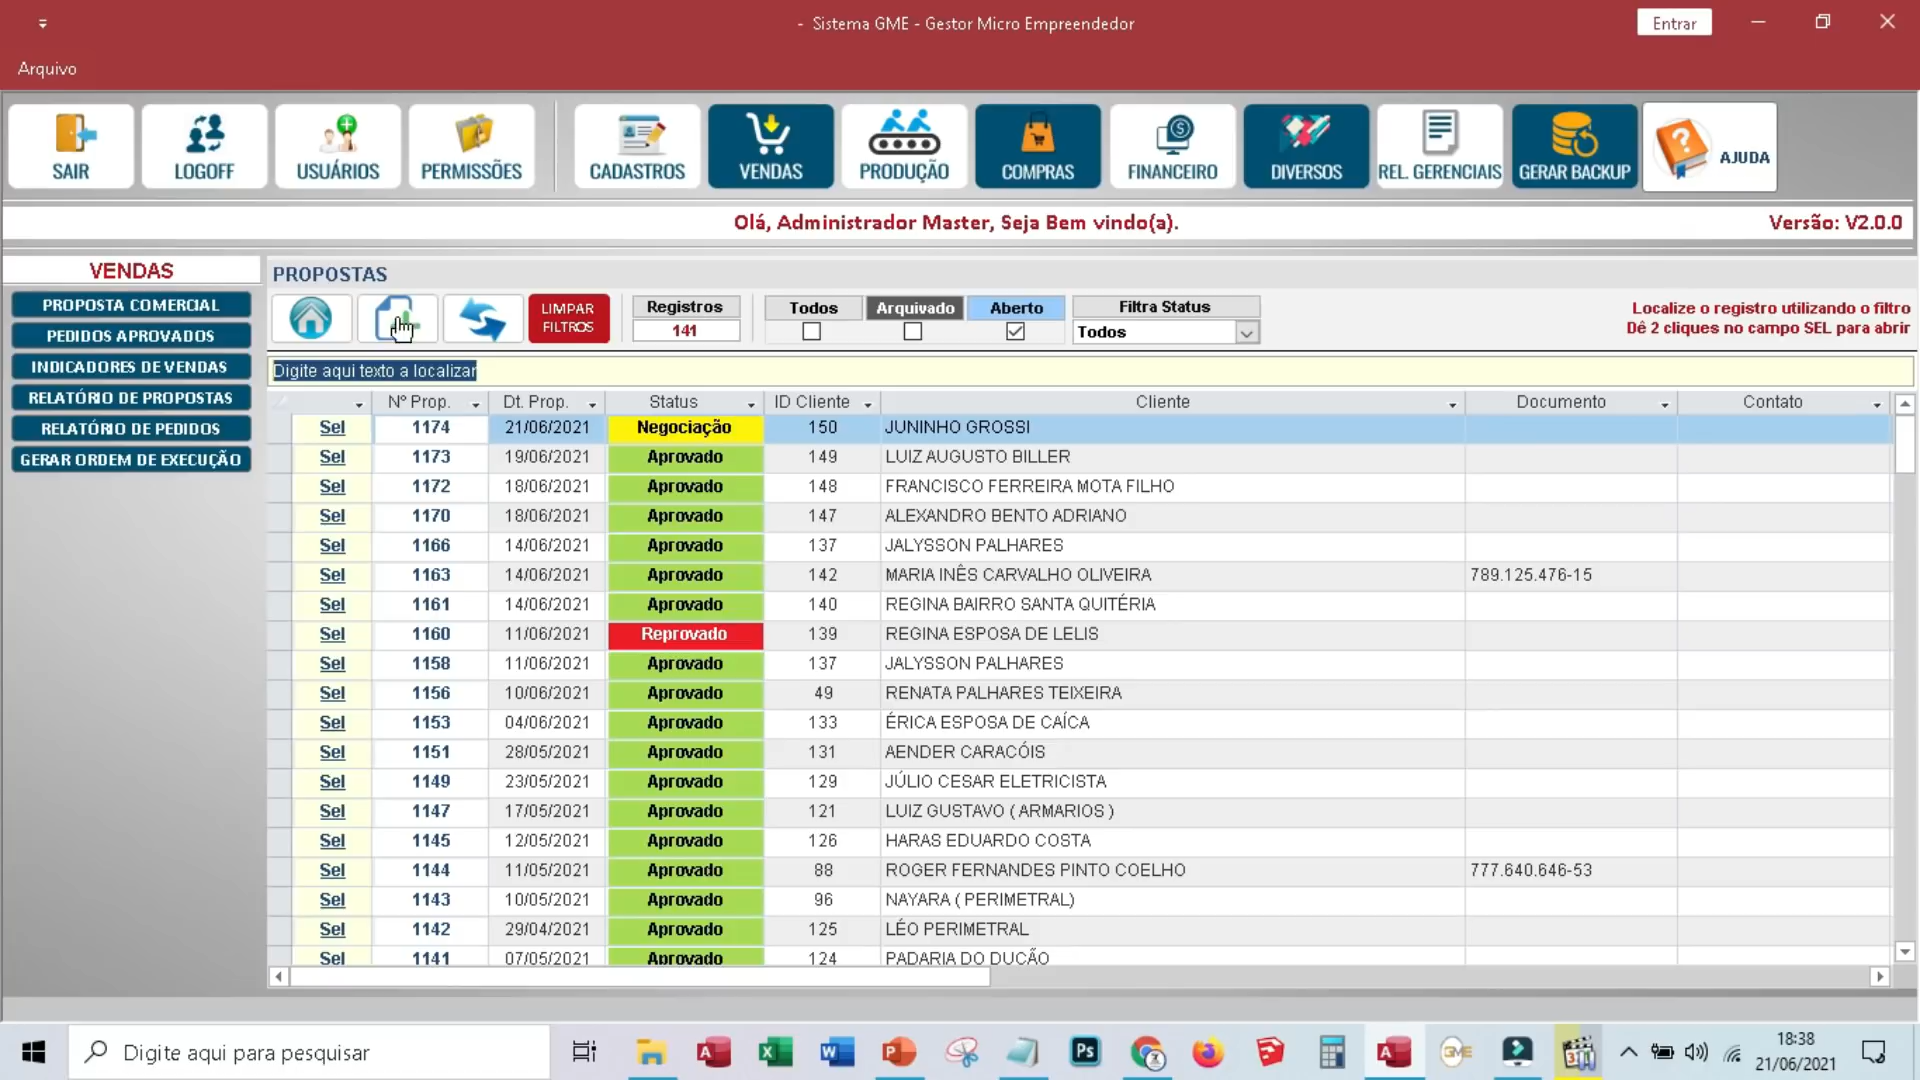 - Sistema GME - Gestor Micro Empreendedor
Entrar
Arquivo
SAIR
LOGOFF
USUÁRIOS
PERMISSÕES
CADASTROS
VENDAS
PRODUÇÃO
COMPRAS
FINANCEIRO
DIVERSOS
REL. GERENCIAIS
GERAR BACKUP
AJUDA
Olá, Administrador Master, Seja Bem vindo(a).
Versão: V2.0.0
VENDAS
PROPOSTA COMERCIAL
PEDIDOS APROVADOS
INDICADORES DE VENDAS
RELATÓRIO DE PROPOSTAS
RELATÓRIO DE PEDIDOS
GERAR ORDEM DE EXECUÇÃO
PROPOSTAS
LIMPAR
FILTROS
Registros
141
Todos
Arquivado
Aberto
Filtra Status
Todos
Localize o registro utilizando o filtro
Dê 2 cliques no campo SEL para abrir
Digite aqui texto a localizar
Nº Prop. Dt. Prop. Status ID Cliente Cliente Documento Contato
Sel 1174 21/06/2021 Negociação 150 JUNINHO GROSSI
Sel 1173 19/06/2021 Aprovado 149 LUIZ AUGUSTO BILLER
Sel 1172 18/06/2021 Aprovado 148 FRANCISCO FERREIRA MOTA FILHO
Sel 1170 18/06/2021 Aprovado 147 ALEXANDRO BENTO ADRIANO
Sel 1166 14/06/2021 Aprovado 137 JALYSSON PALHARES
Sel 1163 14/06/2021 Aprovado 142 MARIA INÊS CARVALHO OLIVEIRA 789.125.476-15
Sel 1161 14/06/2021 Aprovado 140 REGINA BAIRRO SANTA QUITÉRIA
Sel 1160 11/06/2021 Reprovado 139 REGINA ESPOSA DE LELIS
Sel 1158 11/06/2021 Aprovado 137 JALYSSON PALHARES
Sel 1156 10/06/2021 Aprovado 49 RENATA PALHARES TEIXEIRA
Sel 1153 04/06/2021 Aprovado 133 ÉRICA ESPOSA DE CAÍCA
Sel 1151 28/05/2021 Aprovado 131 AENDER CARACÓIS
Sel 1149 23/05/2021 Aprovado 129 JÚLIO CESAR ELETRICISTA
Sel 1147 17/05/2021 Aprovado 121 LUIZ GUSTAVO ( ARMARIOS )
Sel 1145 12/05/2021 Aprovado 126 HARAS EDUARDO COSTA
Sel 1144 11/05/2021 Aprovado 88 ROGER FERNANDES PINTO COELHO 777.640.646-53
Sel 1143 10/05/2021 Aprovado 96 NAYARA ( PERIMETRAL)
Sel 1142 29/04/2021 Aprovado 125 LÉO PERIMETRAL
Sel 1141 07/05/2021 Aprovado 124 PADARIA DO DUCÃO
Digite aqui para pesquisar
Ps
GME
18:38
21/06/2021